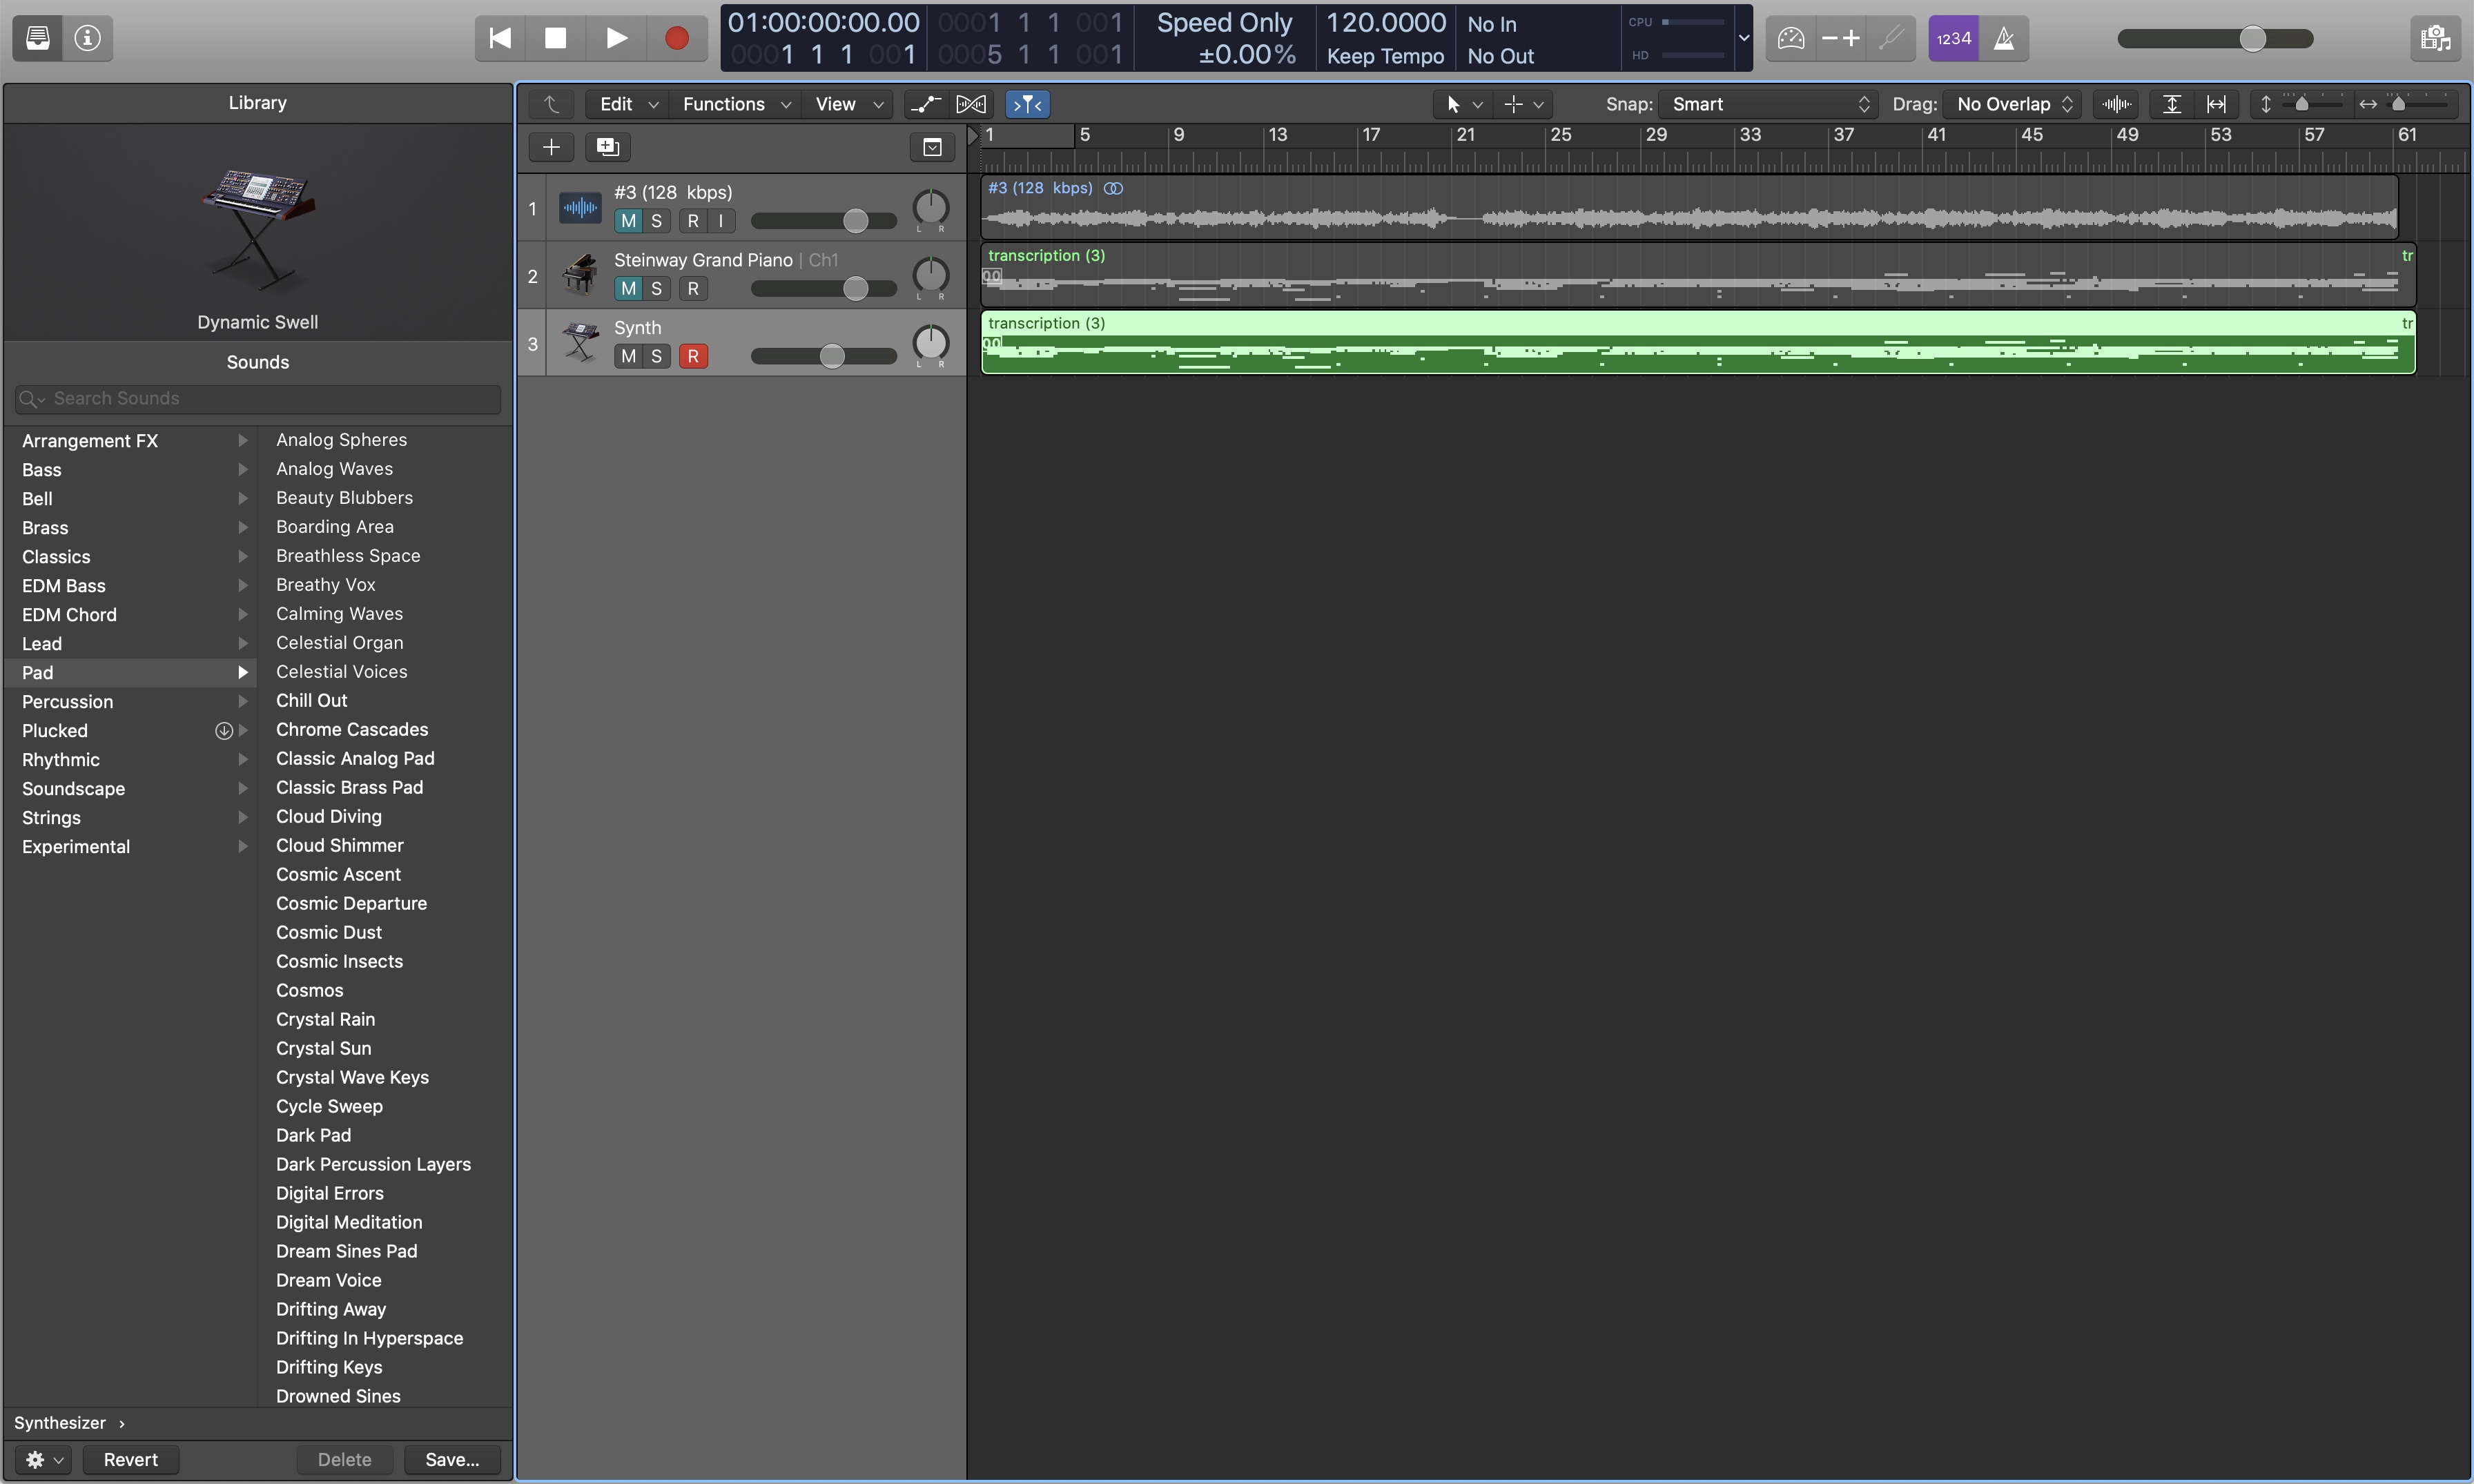 01:00:00:00.00
0001 1 1 001
Speed Only
120.0000
No In
CPU
0001 1 1 001
0005 1 1 001
±0.00%
Keep Tempo
No Out
HD
1234
Library
Edit
Functions
View
Snap: Smart
Drag: No Overlap
1 5 9 13 17 21 25 29 33 37 41 45 49 53 57 61
Dynamic Swell
Sounds
Search Sounds
1
#3 (128 kbps)
M S R I
L R
#3 (128 kbps)
2
Steinway Grand Piano | Ch1
M S R
L R
transcription (3)
tr
00
3
Synth
M S R
L R
transcription (3)
tr
00
Arrangement FX
Bass
Bell
Brass
Classics
EDM Bass
EDM Chord
Lead
Pad
Percussion
Plucked
Rhythmic
Soundscape
Strings
Experimental
Analog Spheres
Analog Waves
Beauty Blubbers
Boarding Area
Breathless Space
Breathy Vox
Calming Waves
Celestial Organ
Celestial Voices
Chill Out
Chrome Cascades
Classic Analog Pad
Classic Brass Pad
Cloud Diving
Cloud Shimmer
Cosmic Ascent
Cosmic Departure
Cosmic Dust
Cosmic Insects
Cosmos
Crystal Rain
Crystal Sun
Crystal Wave Keys
Cycle Sweep
Dark Pad
Dark Percussion Layers
Digital Errors
Digital Meditation
Dream Sines Pad
Dream Voice
Drifting Away
Drifting In Hyperspace
Drifting Keys
Drowned Sines
Synthesizer ›
Revert
Delete
Save...